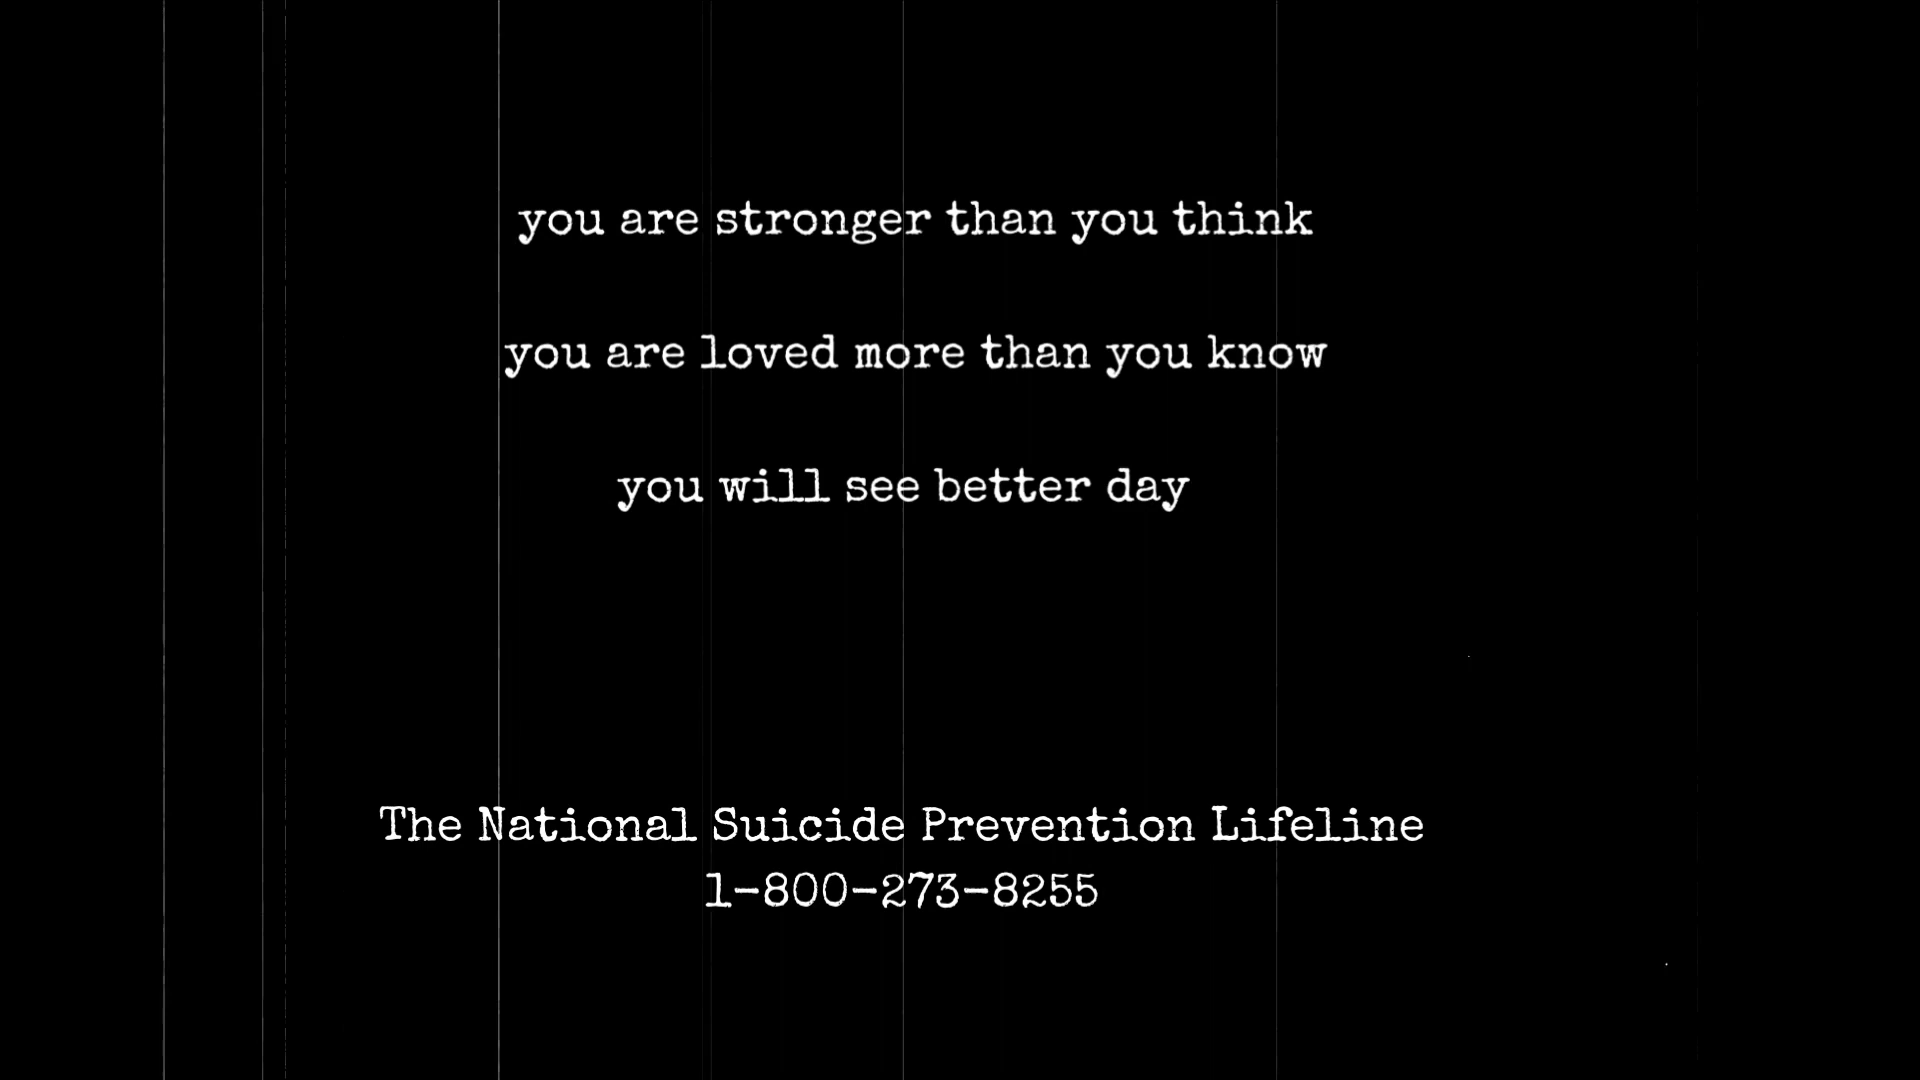 you are stronger than you think
you are loved more than you know
you will see better day
The National Suicide Prevention Lifeline
1-800-273-8255